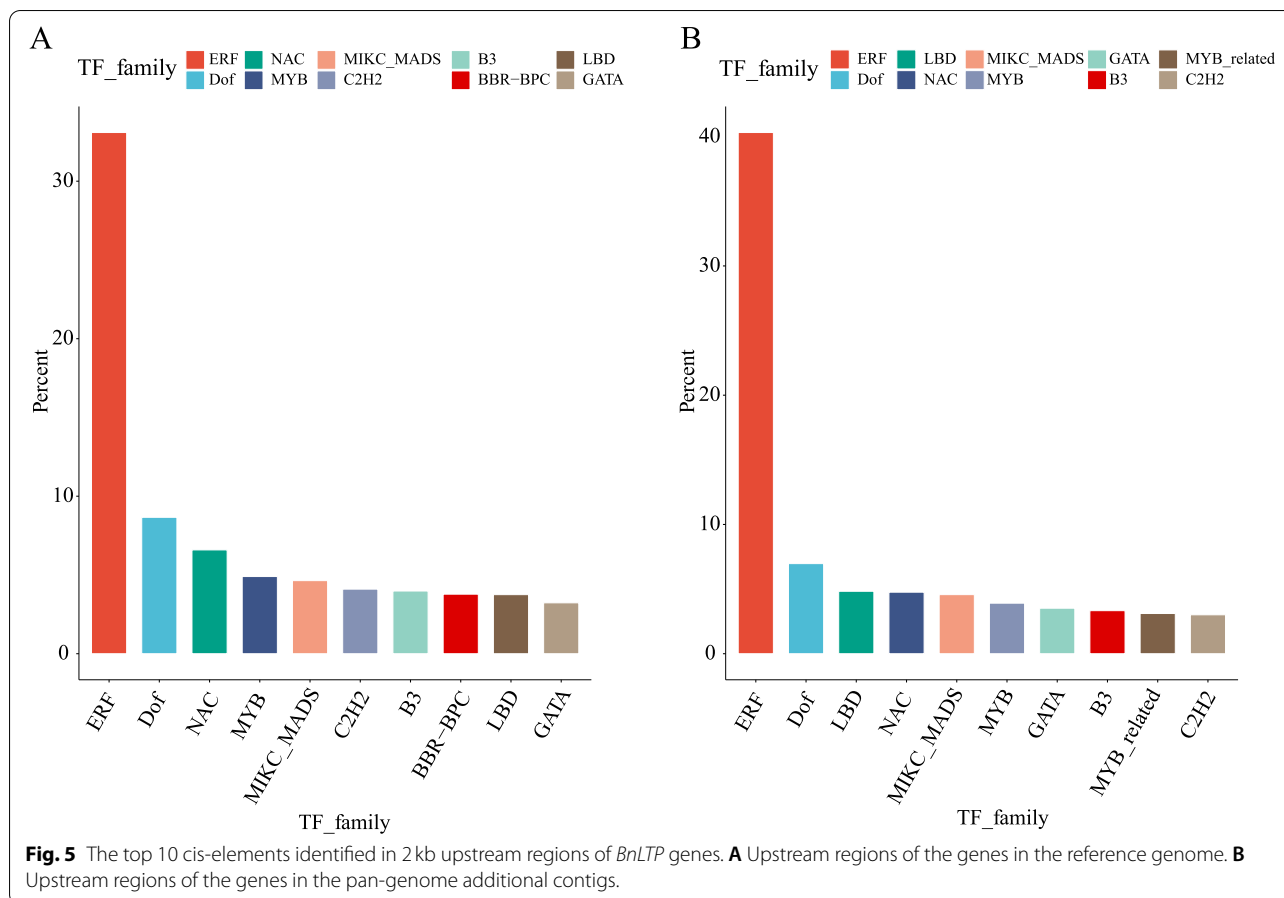 A
TF_family ERF NAC MIKC_MADS B3 LBD
Dof MYB C2H2 BBR−BPC GATA
Percent
30
20
10
0
ERF Dof NAC MYB MIKC_MADS C2H2 B3 BBR−BPC LBD GATA
TF_family
B
TF_family ERF LBD MIKC_MADS GATA MYB_related
Dof NAC MYB B3 C2H2
Percent
40
30
20
10
0
ERF Dof LBD NAC MIKC_MADS MYB GATA B3 MYB_related C2H2
TF_family
Fig. 5 The top 10 cis-elements identified in 2 kb upstream regions of BnLTP genes. A Upstream regions of the genes in the reference genome. B
Upstream regions of the genes in the pan-genome additional contigs.